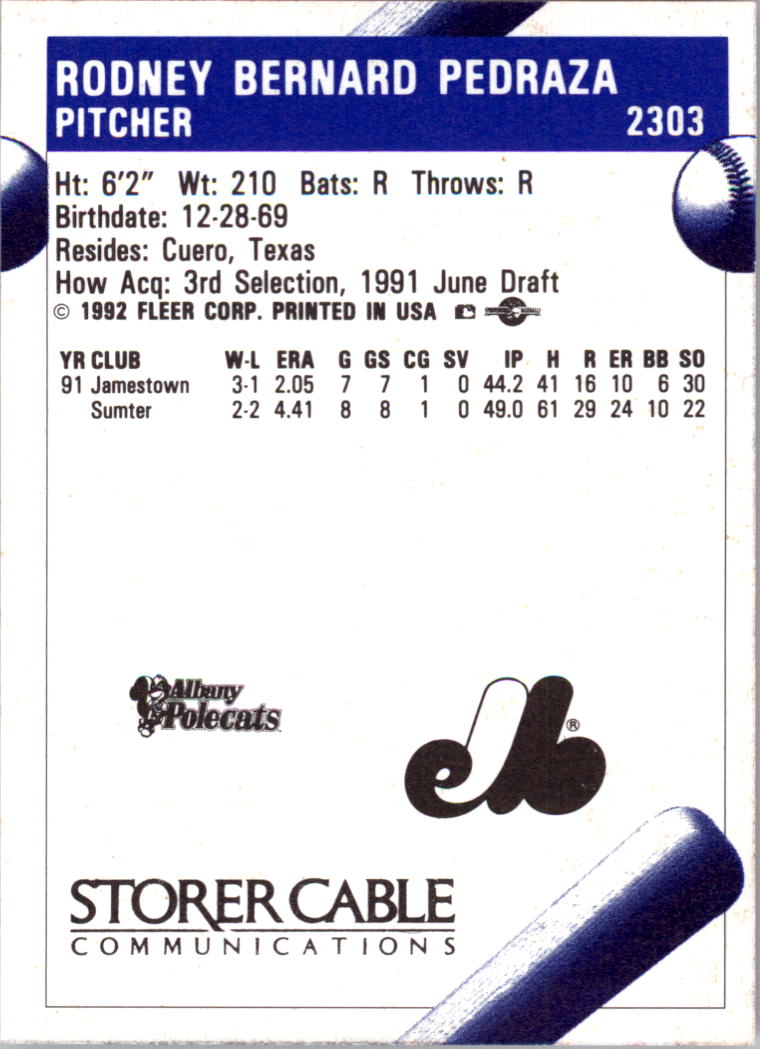 RODNEY BERNARD PEDRAZA
PITCHER 2303
Ht: 6'2" Wt: 210 Bats: R Throws: R
Birthdate: 12-28-69
Resides: Cuero, Texas
How Acq: 3rd Selection, 1991 June Draft
© 1992 FLEER CORP. PRINTED IN USA
YR CLUB W-L ERA G GS CG SV IP H R ER BB SO
91 Jamestown 3-1 2.05 7 7 1 0 44.2 41 16 10 6 30
Sumter 2-2 4.41 8 8 1 0 49.0 61 29 24 10 22
Albany
Polecats
elb ®
STORER CABLE
COMMUNICATIONS